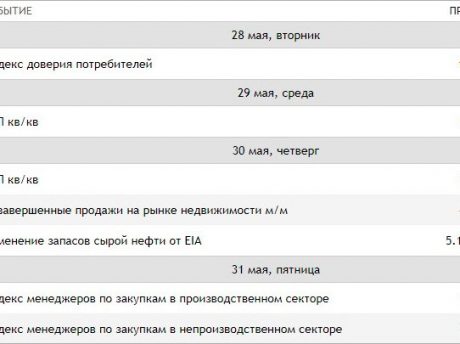 БЫТИЕ ПР
28 мая, вторник
декс доверия потребителей
29 мая, среда
П кв/кв
30 мая, четверг
П кв/кв
завершенные продажи на рынке недвижимости м/м
менение запасов сырой нефти от EIA 5.1
31 мая, пятница
декс менеджеров по закупкам в производственном секторе
декс менеджеров по закупкам в непроизводственном секторе